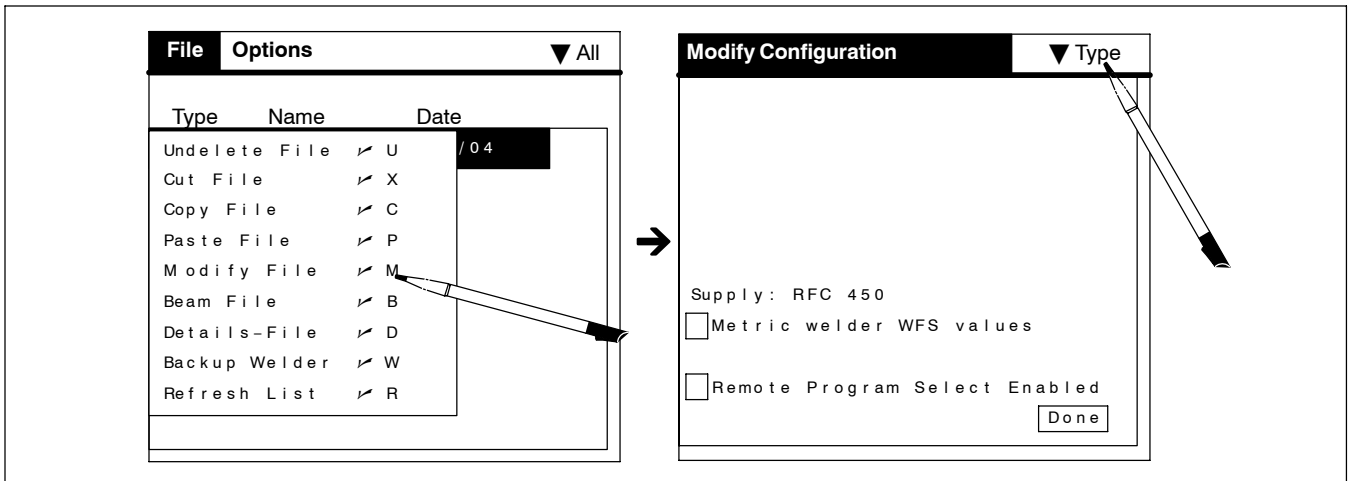 File Options ▼ All
Type Name Date
/04
Undelete File U
Cut File X
Copy File C
Paste File P
Modify File M
Beam File B
Details-File D
Backup Welder W
Refresh List R
Modify Configuration ▼ Type
Supply: RFC 450
Metric welder WFS values
Remote Program Select Enabled
Done